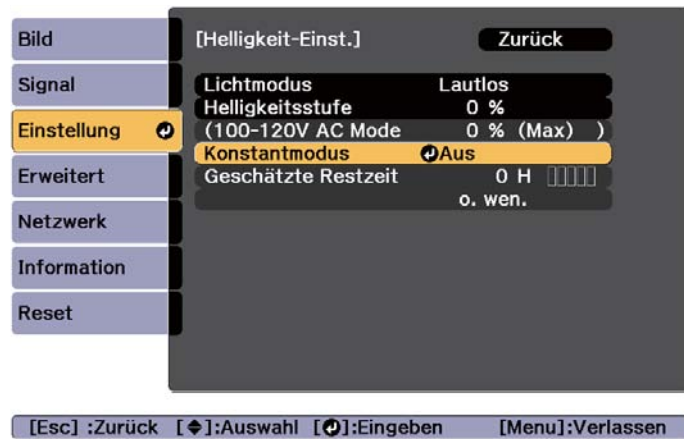 Bild
Signal
Einstellung
Erweitert
Netzwerk
Information
Reset
[Helligkeit-Einst.] Zurück
Lichtmodus Lautlos
Helligkeitsstufe 0 %
(100-120V AC Mode 0 % (Max) )
Konstantmodus Aus
Geschätzte Restzeit 0 H
o. wen.
[Esc] :Zurück [◆]:Auswahl [↵]:Eingeben [Menu]:Verlassen